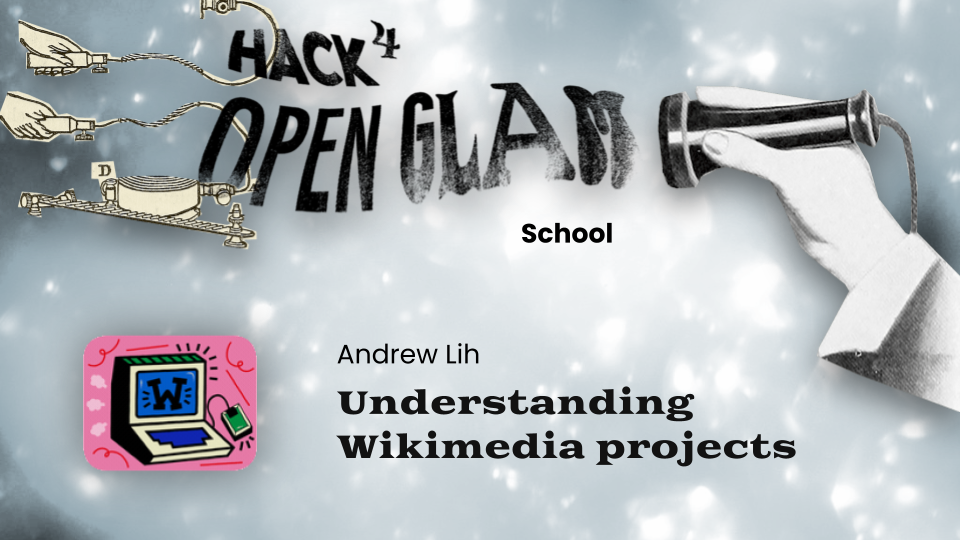 HACK4
OPEN GLAM
School
D
W
Andrew Lih
Understanding
Wikimedia projects